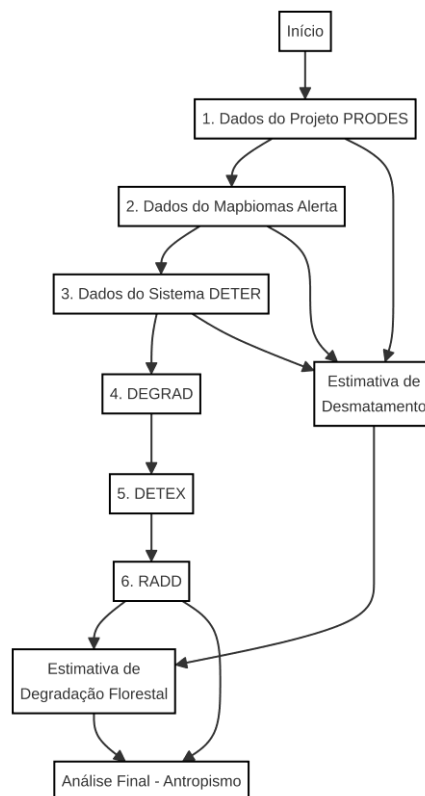 Início
1. Dados do Projeto PRODES
2. Dados do Mapbiomas Alerta
3. Dados do Sistema DETER
Estimativa de
Desmatamento
4. DEGRAD
5. DETEX
6. RADD
Estimativa de
Degradação Florestal
Análise Final - Antropismo